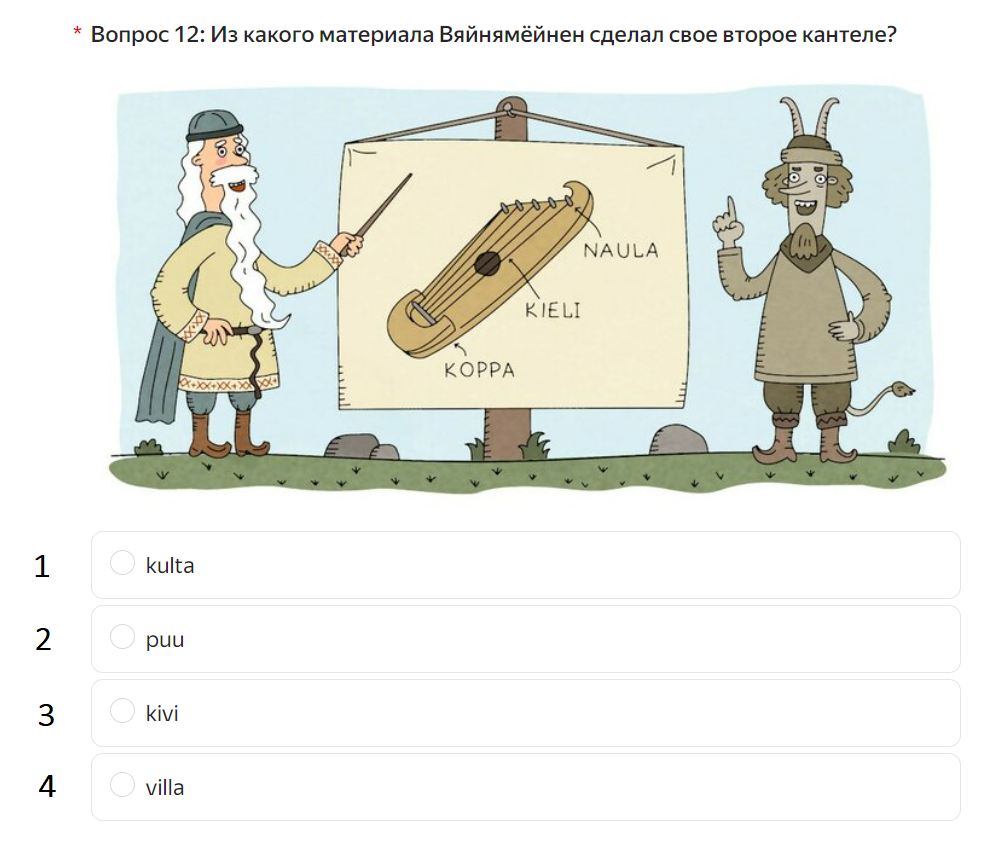 * Вопрос 12: Из какого материала Вяйнямёйнен сделал свое второе кантеле?
NAULA
KIELI
KOPPA
1 kulta
2 puu
3 kivi
4 villa